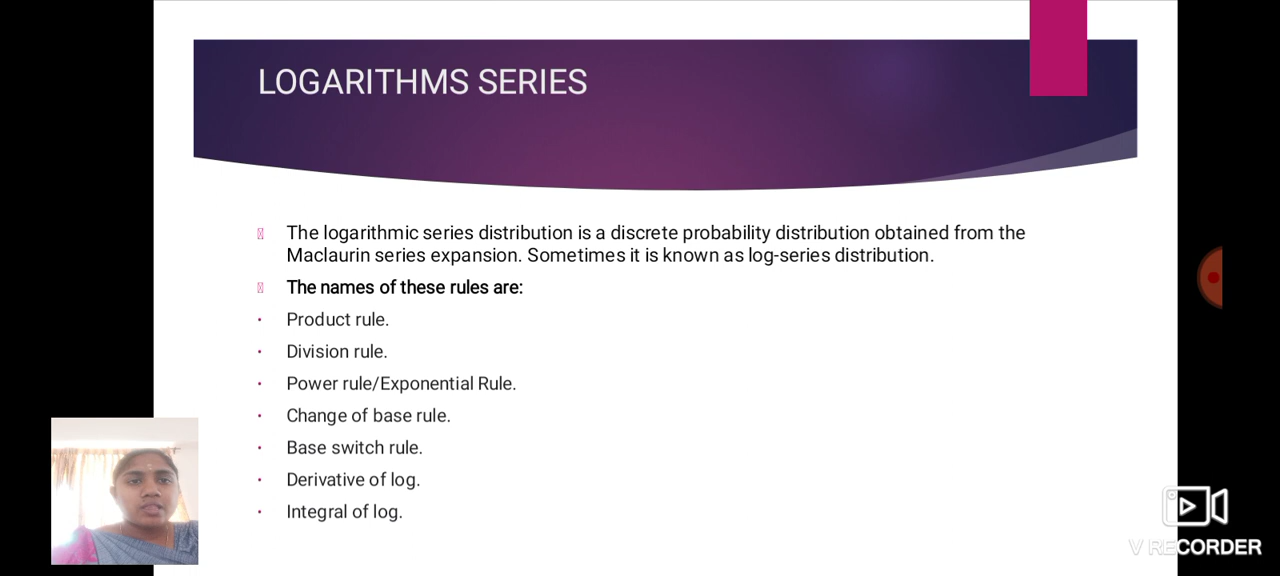 LOGARITHMS SERIES
The logarithmic series distribution is a discrete probability distribution obtained from the
Maclaurin series expansion. Sometimes it is known as log-series distribution.
The names of these rules are:
• Product rule.
• Division rule.
• Power rule/Exponential Rule.
• Change of base rule.
• Base switch rule.
• Derivative of log.
• Integral of log.
V RECORDER